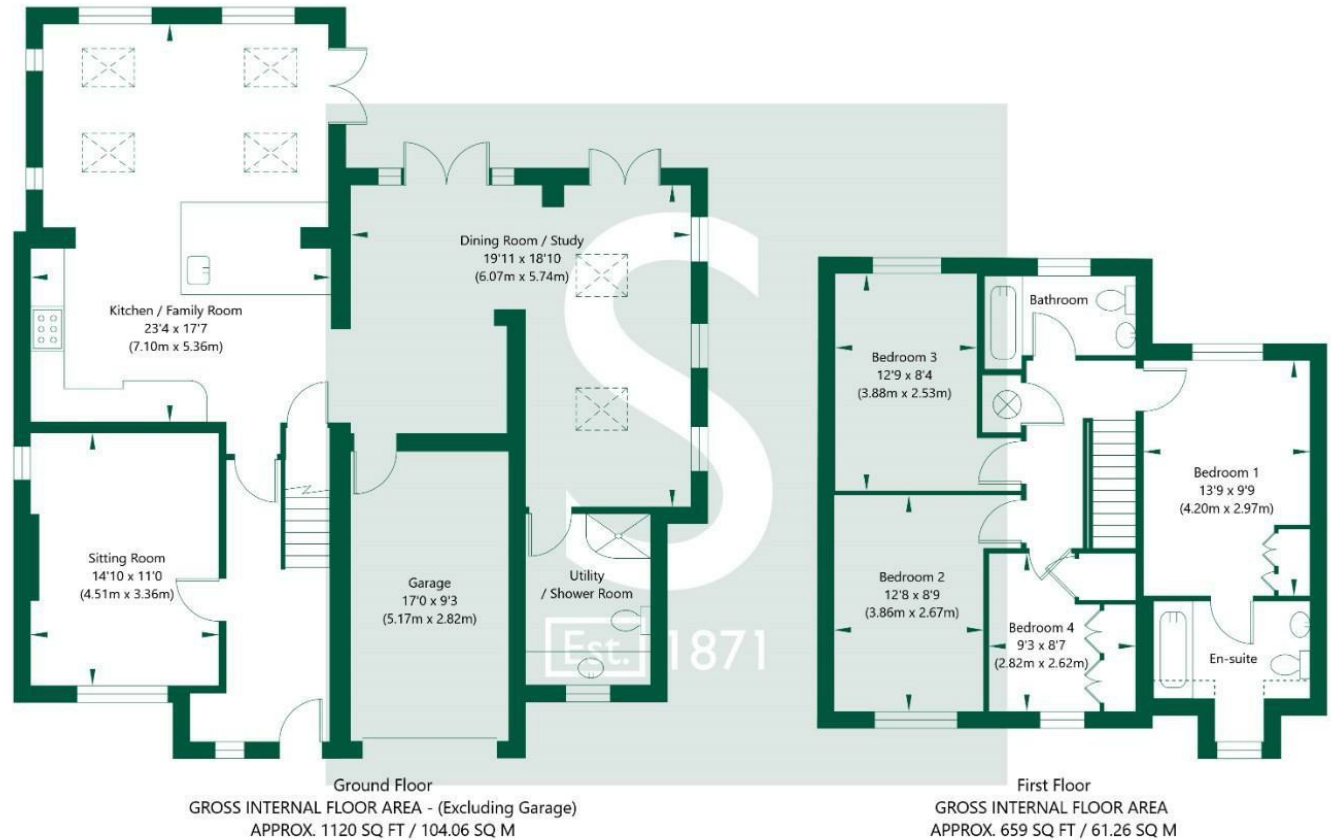 Kitchen / Family Room
23'4 x 17'7
(7.10m x 5.36m)
Dining Room / Study
19'11 x 18'10
(6.07m x 5.74m)
Sitting Room
14'10 x 11'0
(4.51m x 3.36m)
Garage
17'0 x 9'3
(5.17m x 2.82m)
Utility
/ Shower Room
S
Est. 1871
Ground Floor
GROSS INTERNAL FLOOR AREA - (Excluding Garage)
APPROX. 1120 SQ FT / 104.06 SQ M
Bathroom
Bedroom 3
12'9 x 8'4
(3.88m x 2.53m)
Bedroom 1
13'9 x 9'9
(4.20m x 2.97m)
Bedroom 2
12'8 x 8'9
(3.86m x 2.67m)
Bedroom 4
9'3 x 8'7
(2.82m x 2.62m)
En-suite
First Floor
GROSS INTERNAL FLOOR AREA
APPROX. 659 SQ FT / 61.26 SQ M